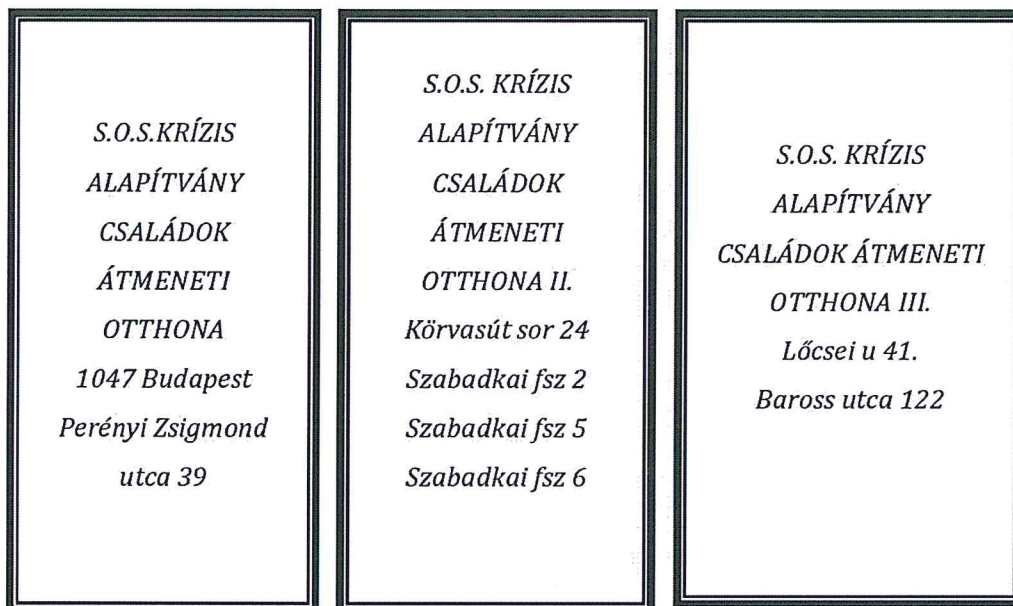 S.O.S.KRÍZIS
ALAPÍTVÁNY
CSALÁDOK
ÁTMENETI
OTTHONA
1047 Budapest
Perényi Zsigmond
utca 39
S.O.S. KRÍZIS
ALAPÍTVÁNY
CSALÁDOK
ÁTMENETI
OTTHONA II.
Körvasút sor 24
Szabadkai fsz 2
Szabadkai fsz 5
Szabadkai fsz 6
S.O.S. KRÍZIS
ALAPÍTVÁNY
CSALÁDOK ÁTMENETI
OTTHONA III.
Lőcsei u 41.
Baross utca 122